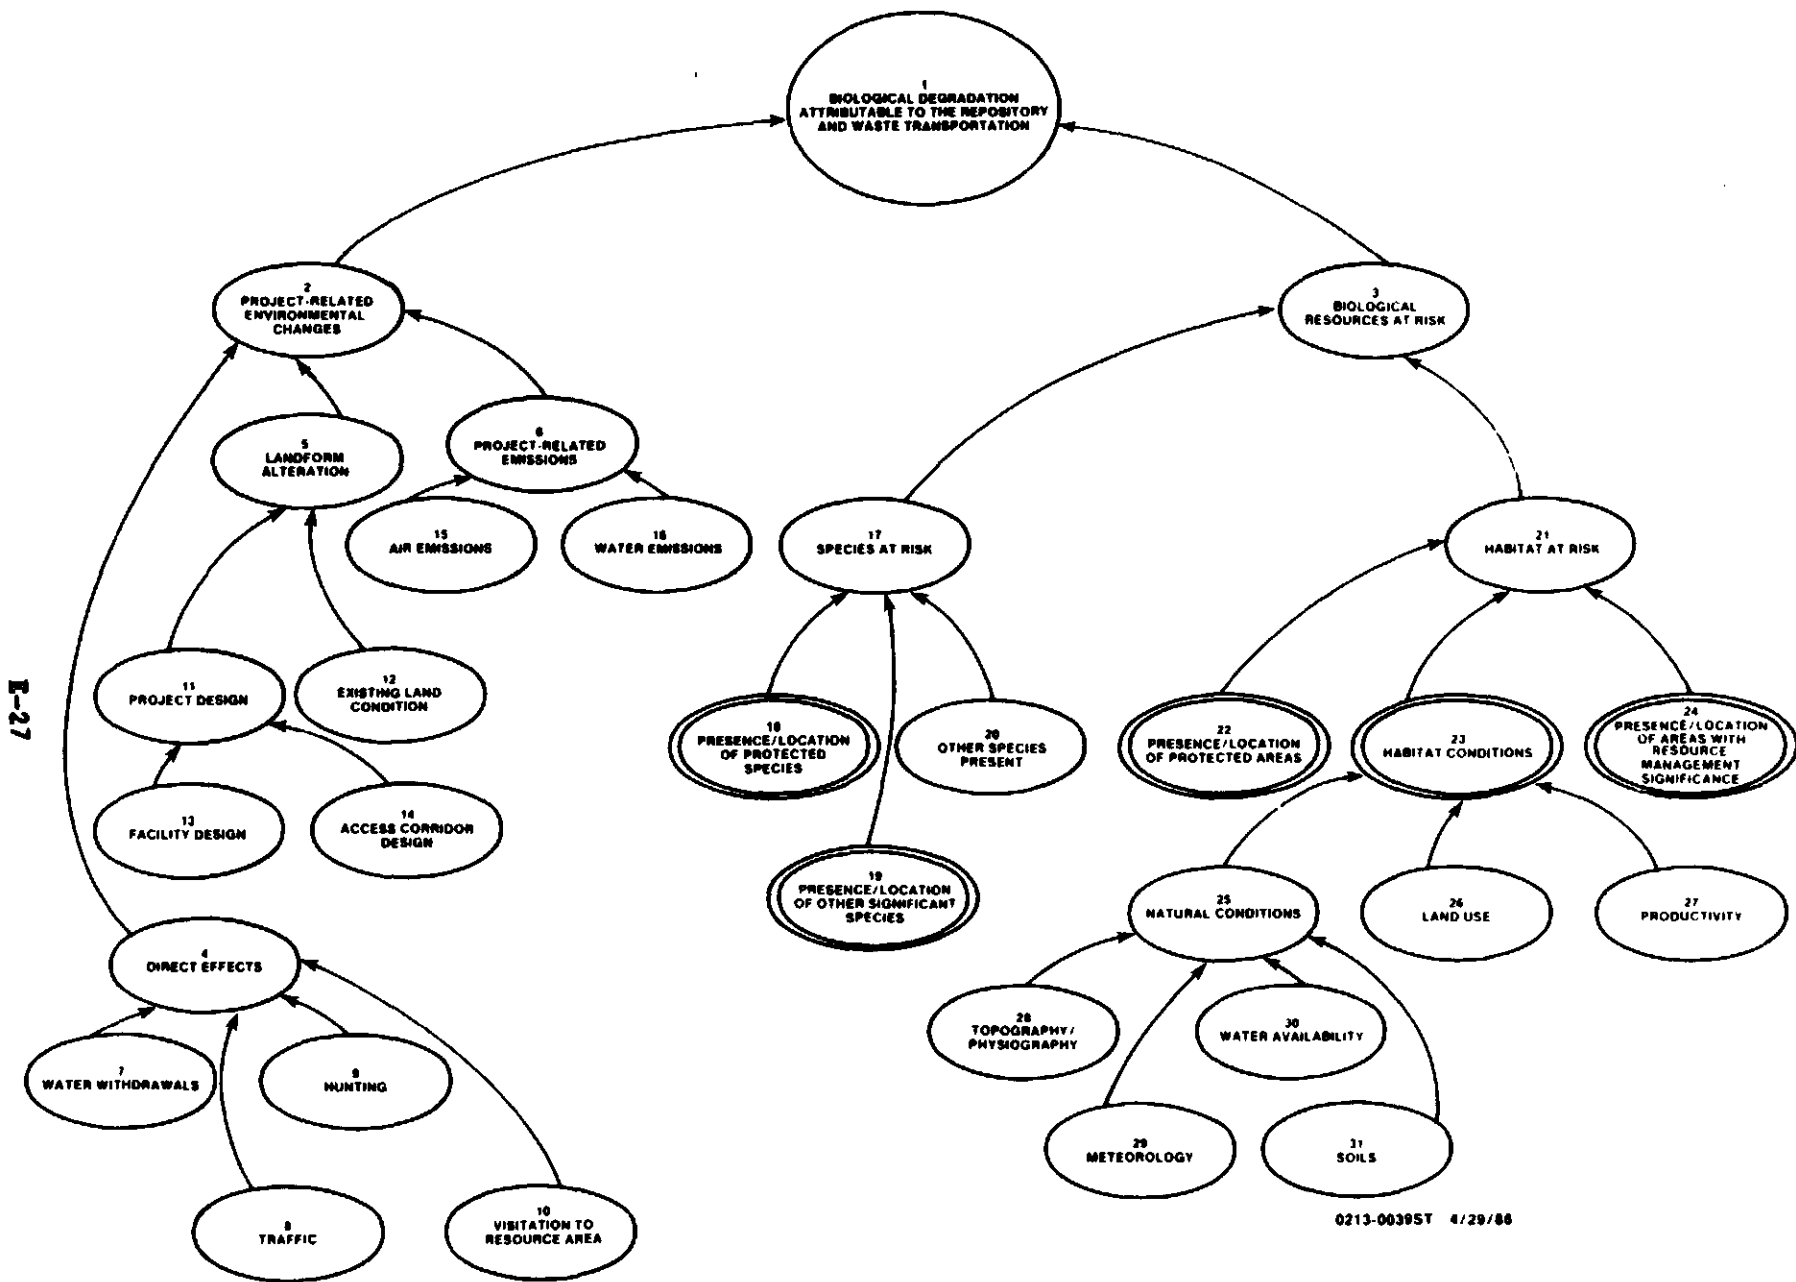 1
BIOLOGICAL DEGRADATION
ATTRIBUTABLE TO THE REPOSITORY
AND WASTE TRANSPORTATION
2
PROJECT-RELATED
ENVIRONMENTAL
CHANGES
3
BIOLOGICAL
RESOURCES AT RISK
5
LANDFORM
ALTERATION
6
PROJECT-RELATED
EMISSIONS
15
AIR EMISSIONS
16
WATER EMISSIONS
17
SPECIES AT RISK
21
HABITAT AT RISK
11
PROJECT DESIGN
12
EXISTING LAND
CONDITION
18
PRESENCE/LOCATION
OF PROTECTED
SPECIES
20
OTHER SPECIES
PRESENT
22
PRESENCE/LOCATION
OF PROTECTED AREAS
23
HABITAT CONDITIONS
24
PRESENCE/LOCATION
OF AREAS WITH
RESOURCE
MANAGEMENT
SIGNIFICANCE
13
FACILITY DESIGN
14
ACCESS CORRIDOR
DESIGN
19
PRESENCE/LOCATION
OF OTHER SIGNIFICANT
SPECIES
25
NATURAL CONDITIONS
26
LAND USE
27
PRODUCTIVITY
4
DIRECT EFFECTS
28
TOPOGRAPHY/
PHYSIOGRAPHY
30
WATER AVAILABILITY
7
WATER WITHDRAWALS
9
HUNTING
29
METEOROLOGY
31
SOILS
8
TRAFFIC
10
VISITATION TO
RESOURCE AREA
0213-0039ST 4/29/86
E-27